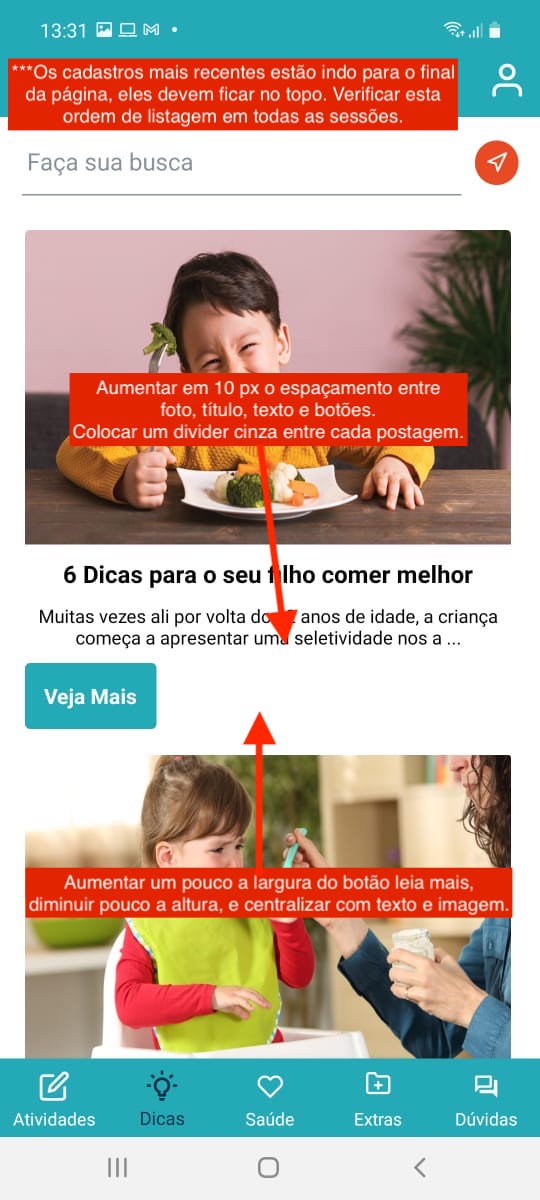 13:31
***Os cadastros mais recentes estão indo para o final
da página, eles devem ficar no topo. Verificar esta
ordem de listagem em todas as sessões.
Faça sua busca
Aumentar em 10 px o espaçamento entre
foto, título, texto e botões.
Colocar um divider cinza entre cada postagem.
6 Dicas para o seu filho comer melhor
Muitas vezes ali por volta do anos de idade, a criança
começa a apresentar uma seletividade nos a ...
Veja Mais
Aumentar um pouco a largura do botão leia mais,
diminuir pouco a altura, e centralizar com texto e imagem.
Atividades
Dicas
Saúde
Extras
Dúvidas